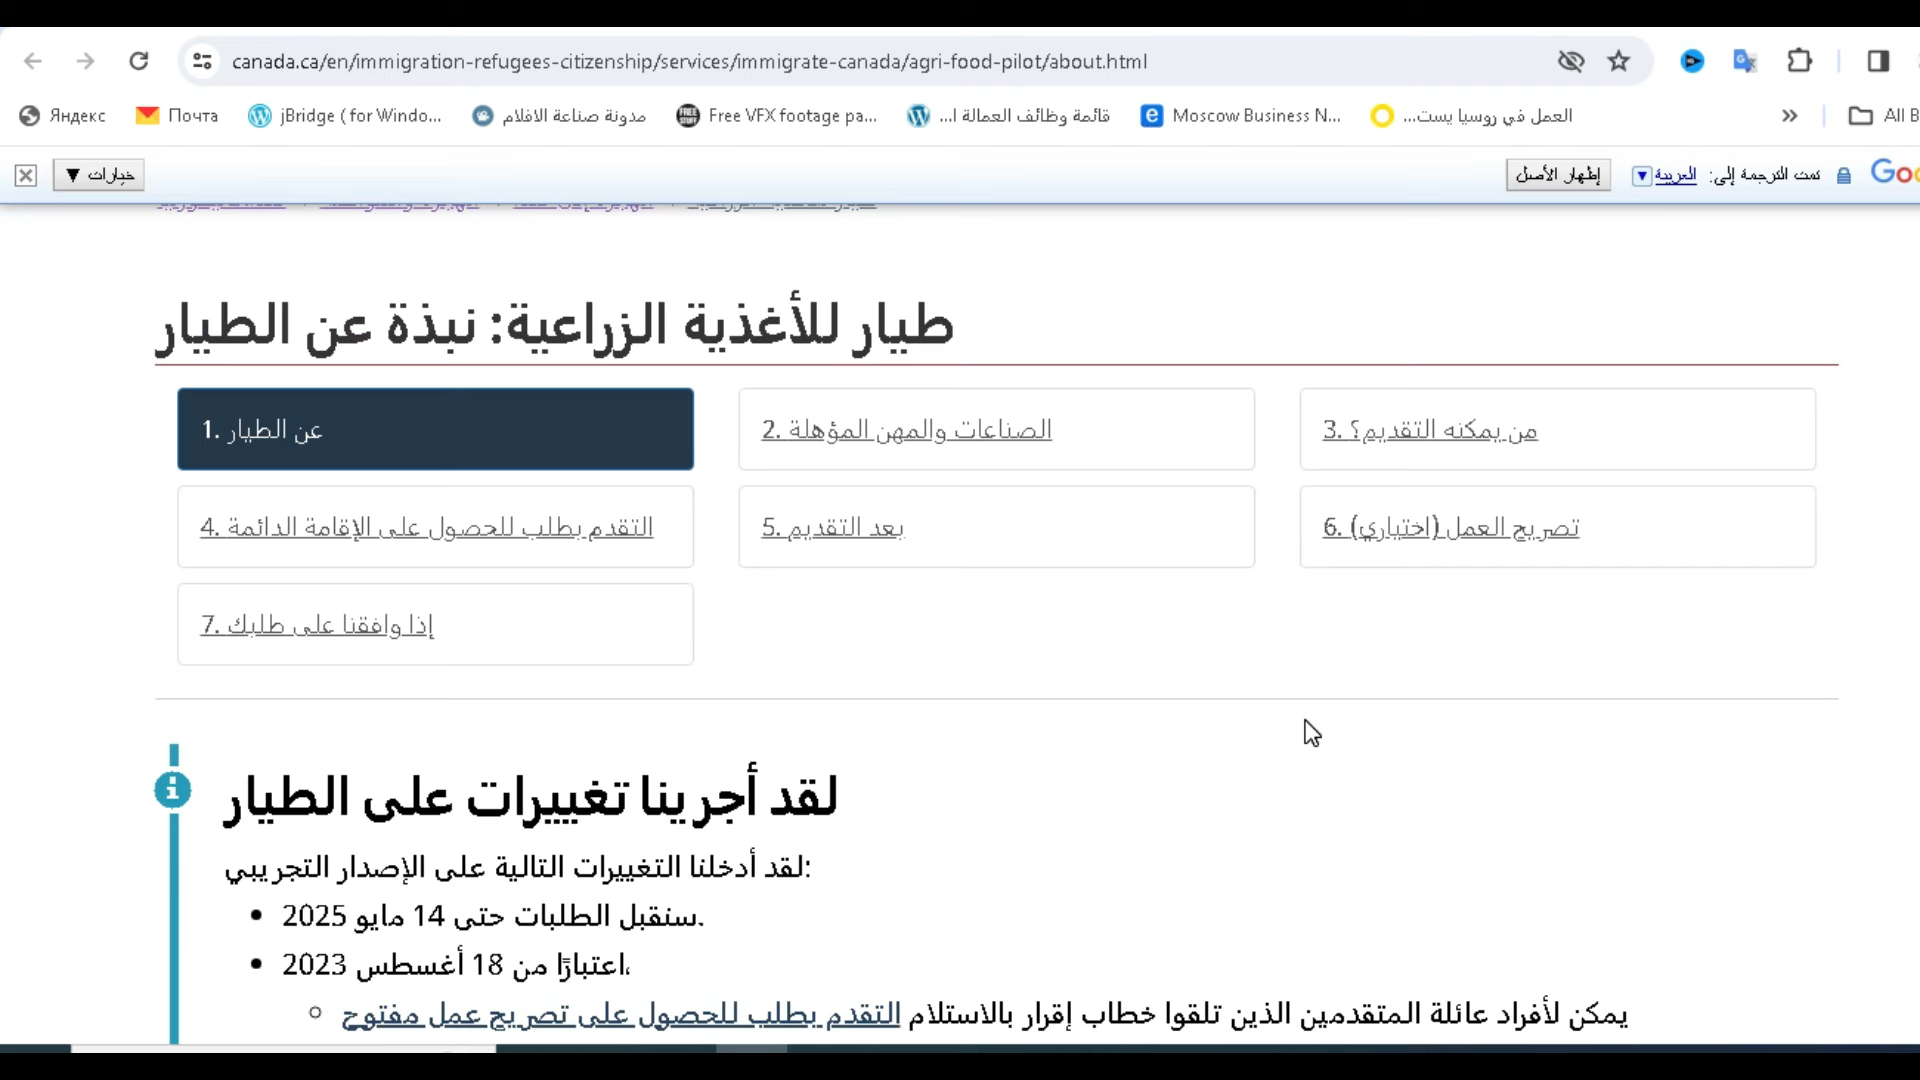 canada.ca/en/immigration-refugees-citizenship/services/immigrate-canada/agri-food-pilot/about.html
Яндекс
Почта
jBridge ( for Windo...
مدونة صناعة الافلام
Free VFX footage pa...
قائمة وظائف العمالة ا...
Moscow Business N...
العمل في روسيا يست...
All B
خيارات ▼
إظهار الأصل
تمت الترجمة إلى: العربية
Goo
طيار للأغذية الزراعية: نبذة عن الطيار
1. عن الطيار
2. الصناعات والمهن المؤهلة
3. من يمكنه التقديم؟
4. التقدم بطلب للحصول على الإقامة الدائمة
5. بعد التقديم
6. تصريح العمل (اختياري)
7. إذا وافقنا على طلبك
لقد أجرينا تغييرات على الطيار
لقد أدخلنا التغييرات التالية على الإصدار التجريبي:
سنقبل الطلبات حتى 14 مايو 2025.
اعتبارًا من 18 أغسطس 2023،
يمكن لأفراد عائلة المتقدمين الذين تلقوا خطاب إقرار بالاستلام التقدم بطلب للحصول على تصريح عمل مفتوح